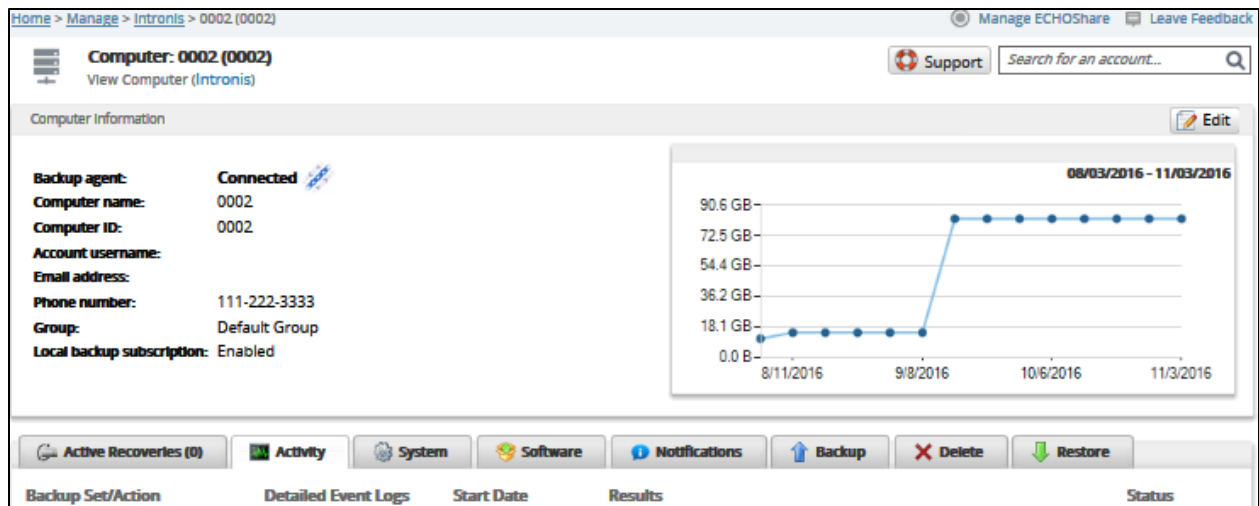 Home > Manage > Intronis > 0002 (0002)
Manage ECHOShare Leave Feedback
Computer: 0002 (0002)
View Computer (Intronis)
Support Search for an account...
Computer Information
Edit
Backup agent: Connected
Computer name: 0002
Computer ID: 0002
Account username:
Email address:
Phone number: 111-222-3333
Group: Default Group
Local backup subscription: Enabled
08/03/2016 - 11/03/2016
90.6 GB
72.5 GB
54.4 GB
36.2 GB
18.1 GB
0.0 B
8/11/2016 9/8/2016 10/6/2016 11/3/2016
Active Recoveries (0) Activity System Software Notifications Backup Delete Restore
Backup Set/Action Detailed Event Logs Start Date Results Status